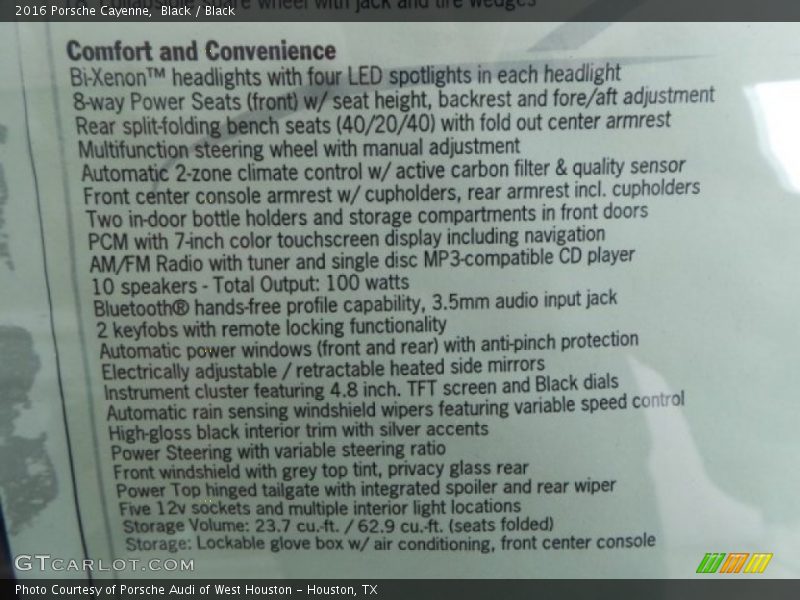 2016 Porsche Cayenne, Black / Black
spare wheel with jack and tire wedges
Comfort and Convenience
Bi-Xenon™ headlights with four LED spotlights in each headlight
8-way Power Seats (front) w/ seat height, backrest and fore/aft adjustment
Rear split-folding bench seats (40/20/40) with fold out center armrest
Multifunction steering wheel with manual adjustment
Automatic 2-zone climate control w/ active carbon filter & quality sensor
Front center console armrest w/ cupholders, rear armrest incl. cupholders
Two in-door bottle holders and storage compartments in front doors
PCM with 7-inch color touchscreen display including navigation
AM/FM Radio with tuner and single disc MP3-compatible CD player
10 speakers - Total Output: 100 watts
Bluetooth® hands-free profile capability, 3.5mm audio input jack
2 keyfobs with remote locking functionality
Automatic power windows (front and rear) with anti-pinch protection
Electrically adjustable / retractable heated side mirrors
Instrument cluster featuring 4.8 inch. TFT screen and Black dials
Automatic rain sensing windshield wipers featuring variable speed control
High-gloss black interior trim with silver accents
Power Steering with variable steering ratio
Front windshield with grey top tint, privacy glass rear
Power Top hinged tailgate with integrated spoiler and rear wiper
Five 12v sockets and multiple interior light locations
Storage Volume: 23.7 cu.-ft. / 62.9 cu.-ft. (seats folded)
Storage: Lockable glove box w/ air conditioning, front center console
GTCARLOT.COM
Photo Courtesy of Porsche Audi of West Houston - Houston, TX